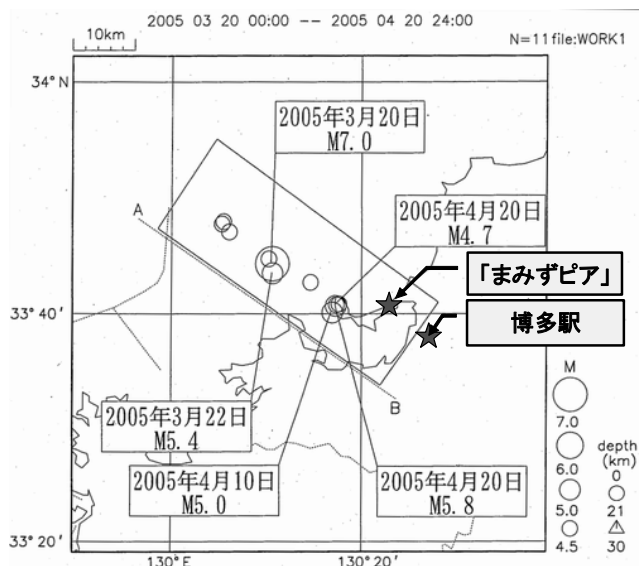 2005 03 20 00:00 -- 2005 04 20 24:00
10km
N=11 file:WORK1
34°N
2005年3月20日
M7.0
A
2005年4月20日
M4.7
「まみずピア」
33°40'
博多駅
M
7.0
B
2005年3月22日
M5.4
6.0
depth
(km)
0
2005年4月10日
M5.0
2005年4月20日
M5.8
5.0
21
33°20'
4.5
30
130°E
130°20'